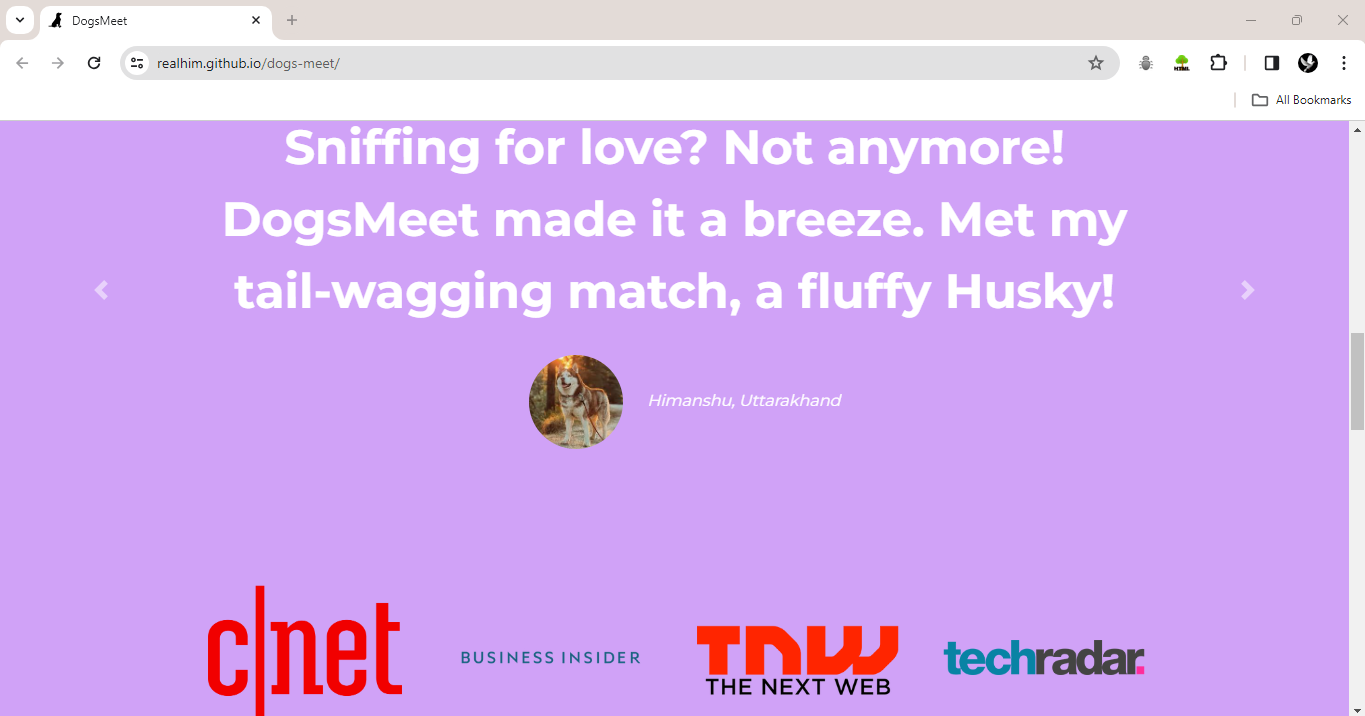 DogsMeet
realhim.github.io/dogs-meet/
HTML
All Bookmarks
Sniffing for love? Not anymore!
DogsMeet made it a breeze. Met my
tail-wagging match, a fluffy Husky!
Himanshu, Uttarakhand
c|net
BUSINESS INSIDER
TNW
THE NEXT WEB
techradar.